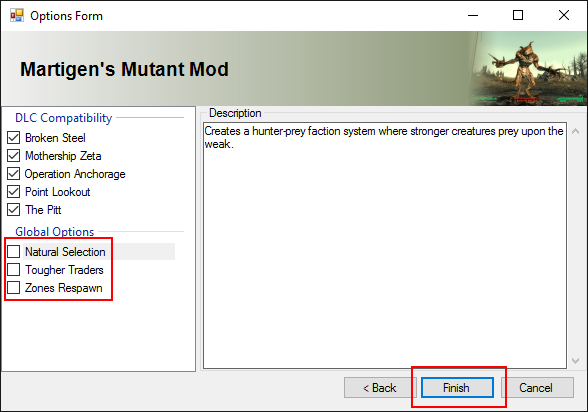 Options Form
Martigen's Mutant Mod
DLC Compatibility
Broken Steel
Mothership Zeta
Operation Anchorage
Point Lookout
The Pitt
Global Options
Natural Selection
Tougher Traders
Zones Respawn
Description
Creates a hunter-prey faction system where stronger creatures prey upon the
weak.
< Back
Finish
Cancel